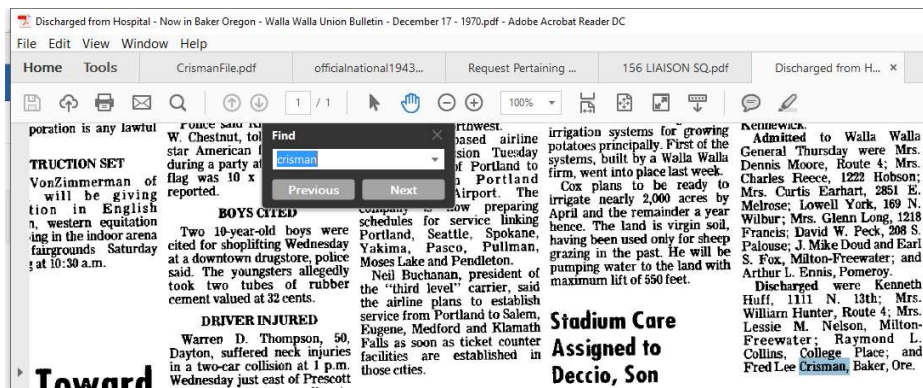 Discharged from Hospital - Now in Baker Oregon - Walla Walla Union Bulletin - December 17 - 1970.pdf - Adobe Acrobat Reader DC
File Edit View Window Help
Home Tools CrismanFile.pdf officialnational1943... Request Pertaining ... 156 LIAISON SQ.pdf Discharged from H... ×
1 / 1 100%
Find
crisman
Previous Next
poration is any lawful
TRUCTION SET
VonZimmerman of
will be giving
tion in English
n, western equitation
ing in the indoor arena
fairgrounds Saturday
g at 10:30 a.m.
Toward
W. Chestnut, tol
star American f
during a party at
flag was 10 x
reported.
BOYS CITED
Two 10-year-old boys were
cited for shoplifting Wednesday
at a downtown drugstore, police
said. The youngsters allegedly
took two tubes of rubber
cement valued at 32 cents.
DRIVER INJURED
Warren D. Thompson, 50,
Dayton, suffered neck injuries
in a two-car collision at 1 p.m.
Wednesday just east of Prescott
rthwest.
based airline
sion Tuesday
f Portland to
n Portland
Airport. The
company is now preparing
schedules for service linking
Portland, Seattle, Spokane,
Yakima, Pasco, Pullman,
Moses Lake and Pendleton.
Neil Buchanan, president of
the "third level" carrier, said
the airline plans to establish
service from Portland to Salem,
Eugene, Medford and Klamath
Falls as soon as ticket counter
facilities are established in
those cities.
irrigation systems for growing
potatoes principally. First of the
systems, built by a Walla Walla
firm, went into place last week.
Cox plans to be ready to
irrigate nearly 2,000 acres by
April and the remainder a year
hence. The land is virgin soil,
having been used only for sheep
grazing in the past. He will be
pumping water to the land with
maximum lift of 550 feet.
Stadium Care
Assigned to
Deccio, Son
Kennewick.
Admitted to Walla Walla
General Thursday were Mrs.
Dennis Moore, Route 4; Mrs.
Charles Reece, 1222 Hobson;
Mrs. Curtis Earhart, 2851 E.
Melrose; Lowell York, 169 N.
Wilbur; Mrs. Glenn Long, 1218
Francis; David W. Peck, 208 S.
Palouse; J. Mike Doud and Earl
S. Fox, Milton-Freewater; and
Arthur L. Ennis, Pomeroy.
Discharged were Kenneth
Huff, 1111 N. 13th; Mrs.
William Hunter, Route 4; Mrs.
Lessie M. Nelson, Milton-
Freewater; Raymond L.
Collins, College Place; and
Fred Lee Crisman, Baker, Ore.